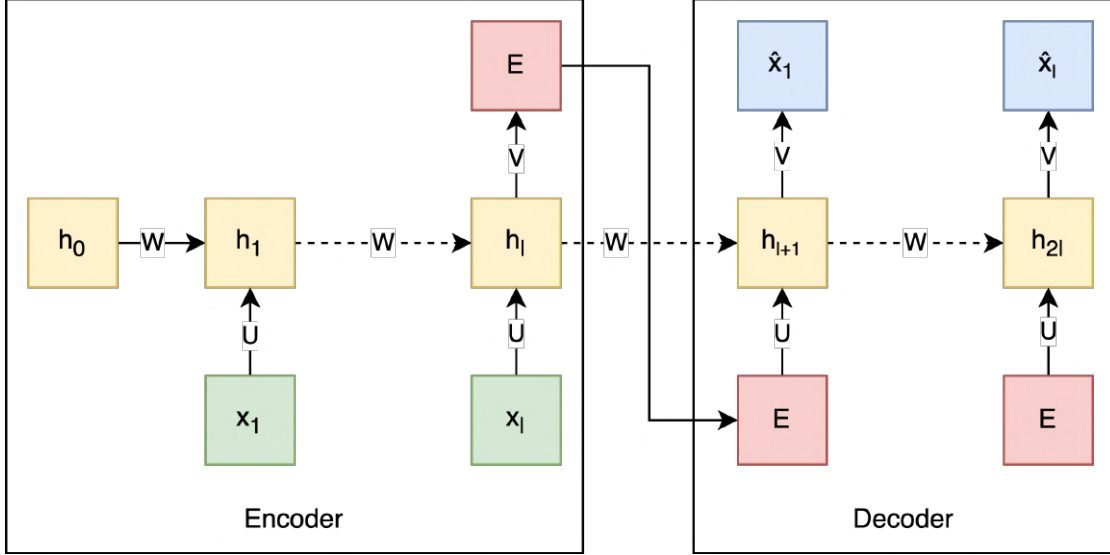 E
x̂₁
x̂ₗ
V
V
V
h₀
W
h₁
W
hₗ
W
hₗ₊₁
W
h₂ₗ
U
U
U
U
x₁
xₗ
E
E
Encoder
Decoder